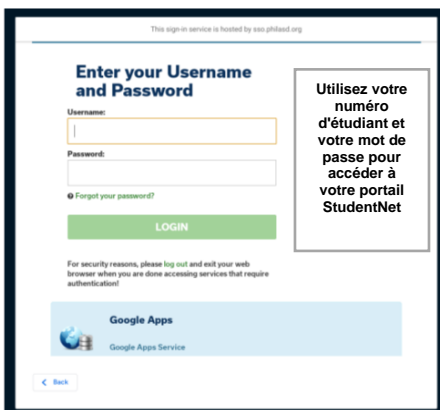 This sign-in service is hosted by sso.philasd.org
Enter your Username
and Password
Username:
Password:
Forgot your password?
LOGIN
For security reasons, please log out and exit your web
browser when you are done accessing services that require
authentication!
Google Apps
Google Apps Service
Back
Utilisez votre
numéro
d'étudiant et
votre mot de
passe pour
accéder à
votre portail
StudentNet